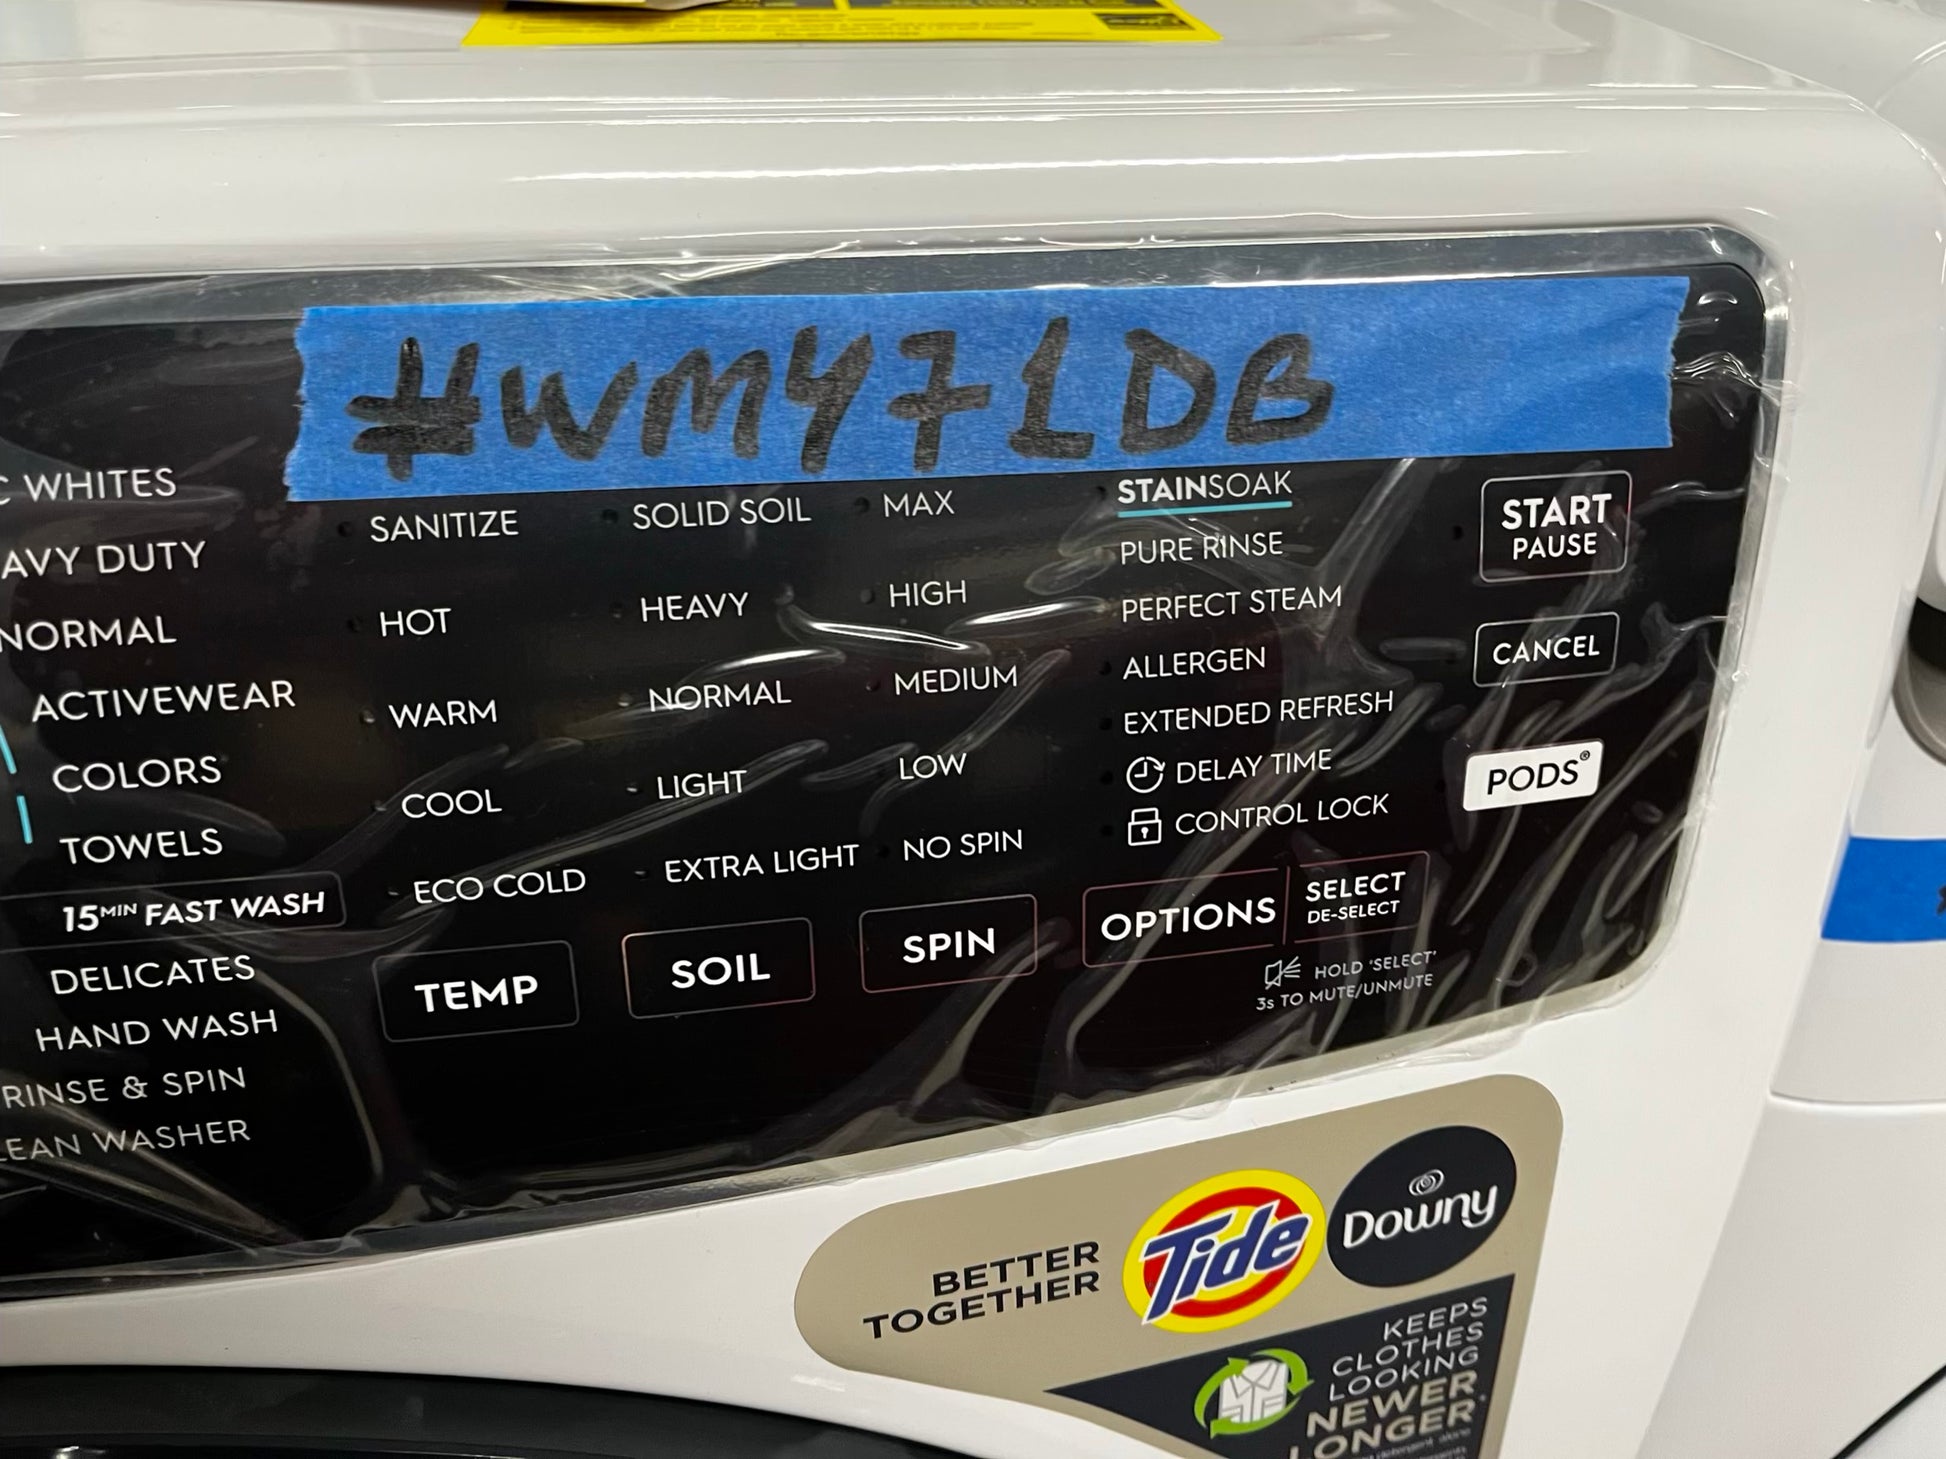 #WMY71DB
C WHITES
AVY DUTY
NORMAL
ACTIVEWEAR
COLORS
TOWELS
15MIN FAST WASH
DELICATES
HAND WASH
RINSE & SPIN
LEAN WASHER
SANITIZE
HOT
WARM
COOL
ECO COLD
TEMP
SOLID SOIL
HEAVY
NORMAL
LIGHT
EXTRA LIGHT
SOIL
MAX
HIGH
MEDIUM
LOW
NO SPIN
SPIN
STAINSOAK
PURE RINSE
PERFECT STEAM
ALLERGEN
EXTENDED REFRESH
DELAY TIME
CONTROL LOCK
OPTIONS
SELECT
DE-SELECT
HOLD 'SELECT'
3s TO MUTE/UNMUTE
START
PAUSE
CANCEL
PODS®
BETTER
TOGETHER
Tide
Downy
KEEPS
CLOTHES
LOOKING
NEWER
LONGER